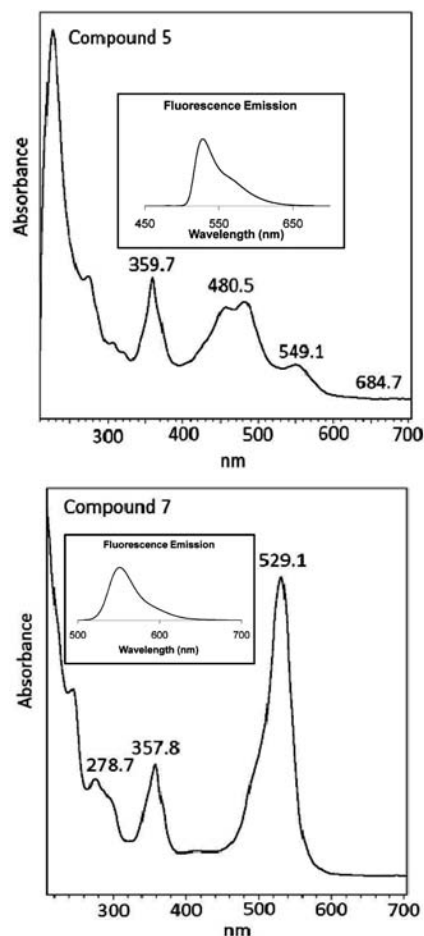 Compound 5
Fluorescence Emission
450 550 650
Wavelength (nm)
Absorbance
359.7
480.5
549.1
684.7
300 400 500 600 700
nm
Compound 7
Fluorescence Emission
500 600 700
Wavelength (nm)
Absorbance
529.1
278.7
357.8
300 400 500 600 700
nm